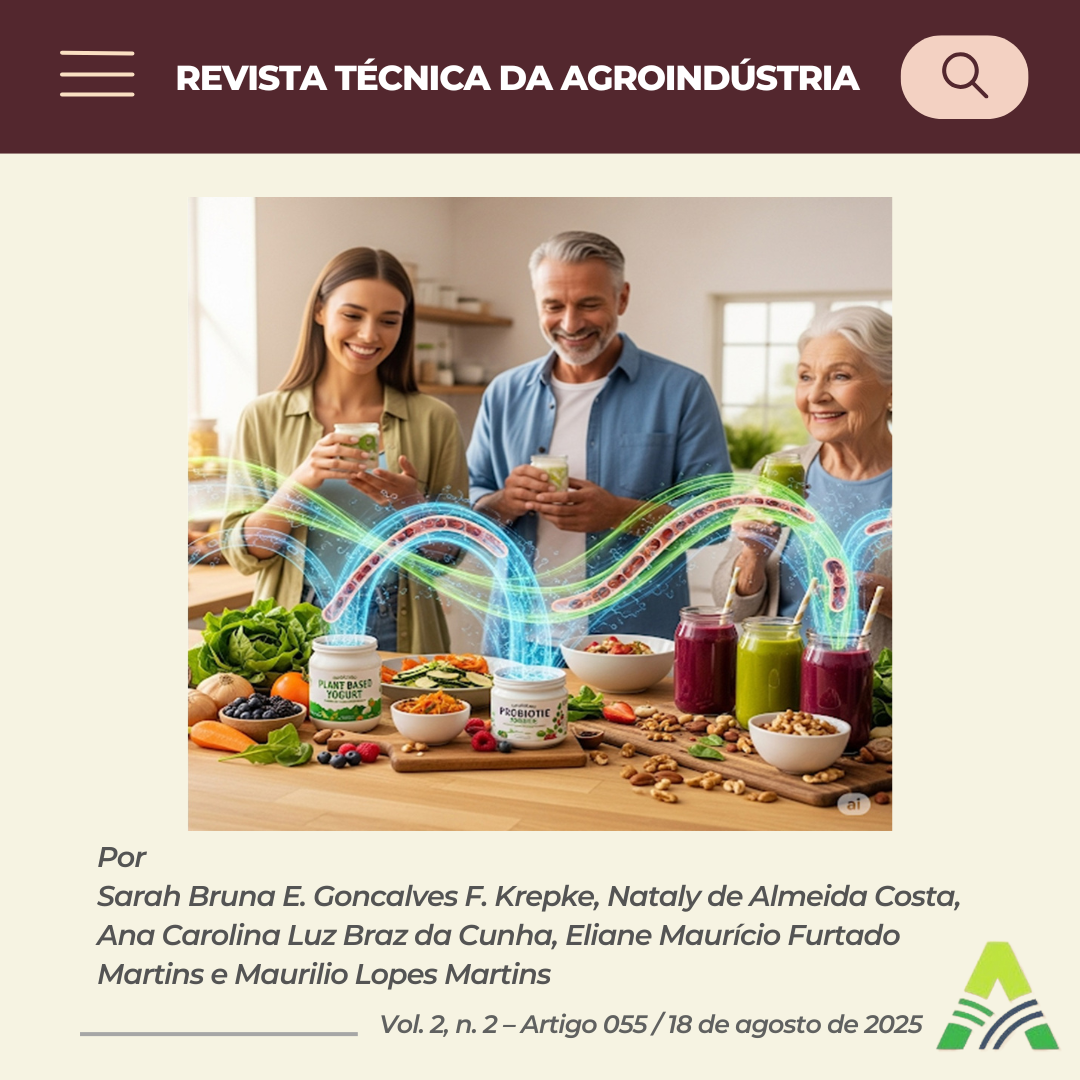 REVISTA TÉCNICA DA AGROINDÚSTRIA
PLANT BASED
YOGURT
PROBIOTIE
ai
Por
Sarah Bruna E. Goncalves F. Krepke, Nataly de Almeida Costa,
Ana Carolina Luz Braz da Cunha, Eliane Maurício Furtado
Martins e Maurilio Lopes Martins
Vol. 2, n. 2 – Artigo 055 / 18 de agosto de 2025